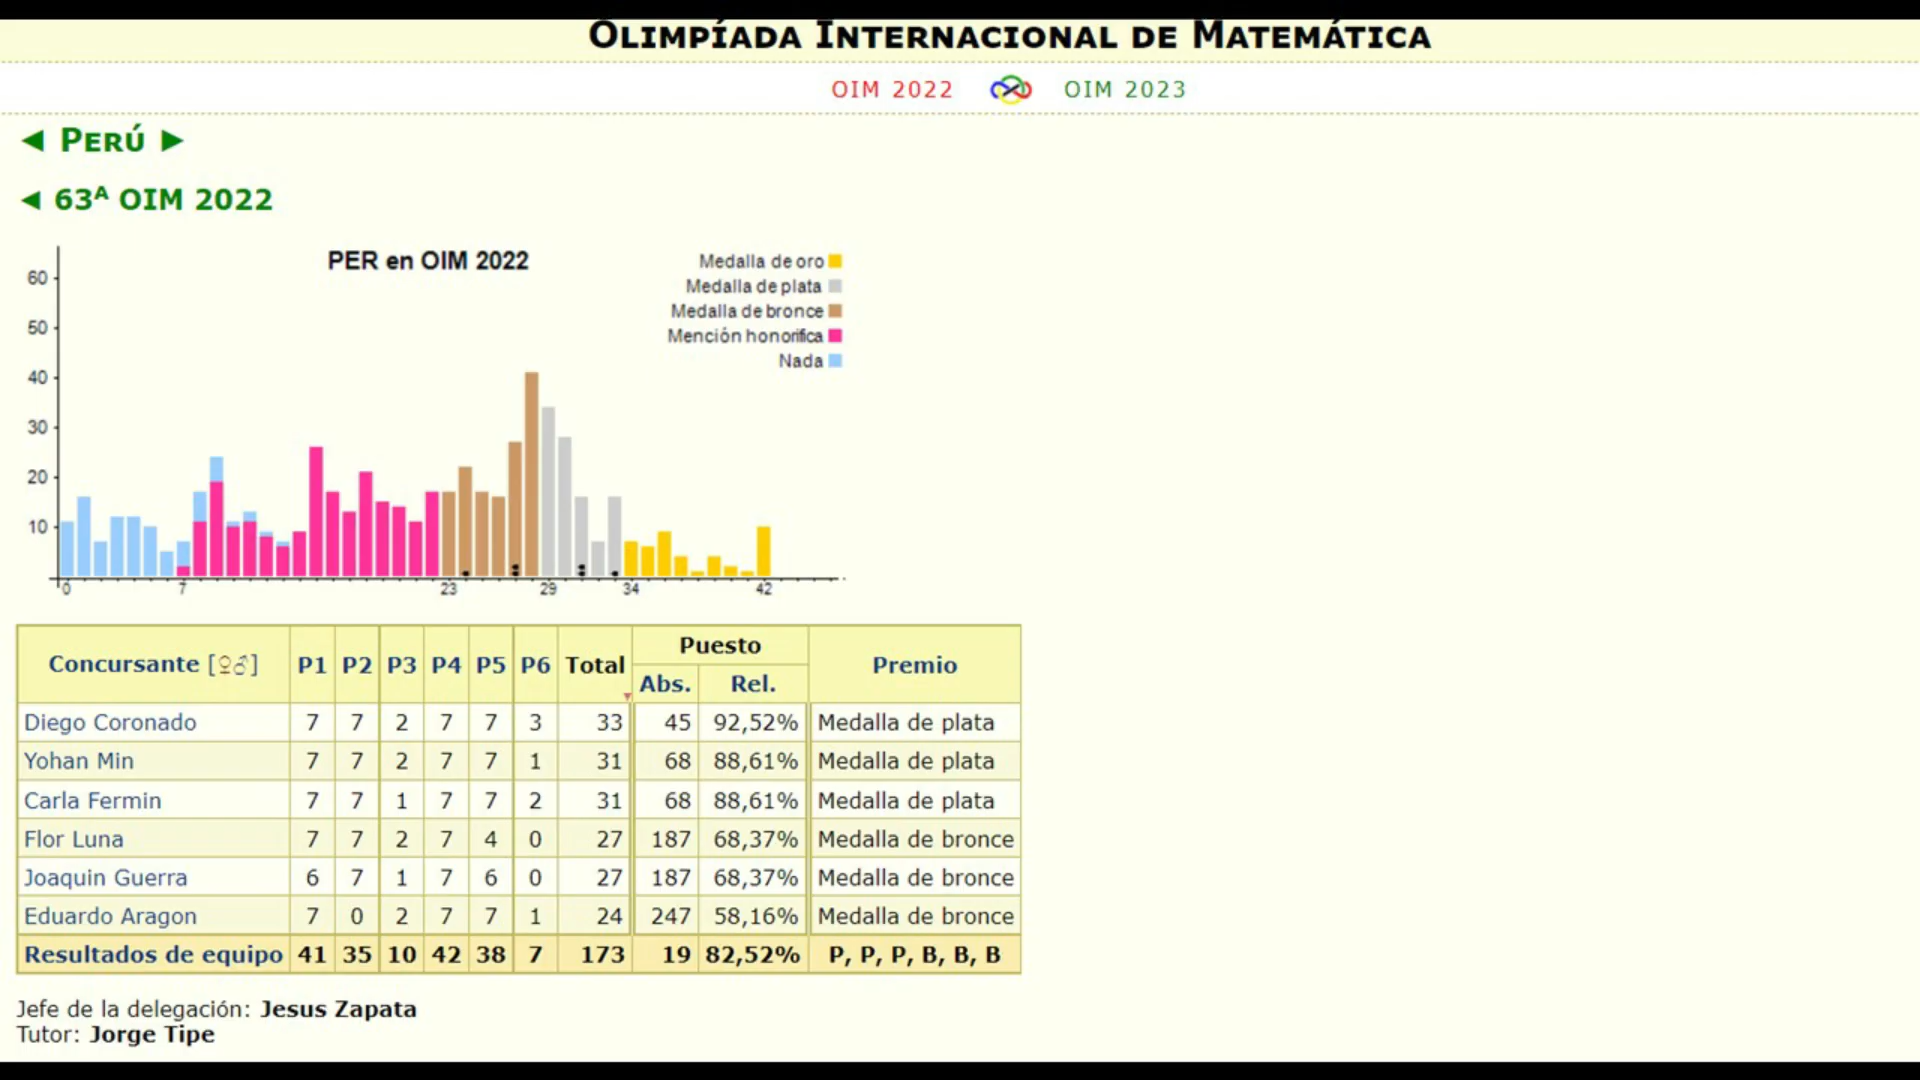 OLIMPÍADA INTERNACIONAL DE MATEMÁTICA
OIM 2022 OIM 2023
◄ PERÚ ►
◄ 63ᴬ OIM 2022
PER en OIM 2022
Medalla de oro
Medalla de plata
Medalla de bronce
Mención honorifica
Nada
60
50
40
30
20
10
0 7 23 29 34 42
Concursante [♀♂] P1 P2 P3 P4 P5 P6 Total Puesto Premio
Abs. Rel.
Diego Coronado 7 7 2 7 7 3 33 45 92,52% Medalla de plata
Yohan Min 7 7 2 7 7 1 31 68 88,61% Medalla de plata
Carla Fermin 7 7 1 7 7 2 31 68 88,61% Medalla de plata
Flor Luna 7 7 2 7 4 0 27 187 68,37% Medalla de bronce
Joaquin Guerra 6 7 1 7 6 0 27 187 68,37% Medalla de bronce
Eduardo Aragon 7 0 2 7 7 1 24 247 58,16% Medalla de bronce
Resultados de equipo 41 35 10 42 38 7 173 19 82,52% P, P, P, B, B, B
Jefe de la delegación: Jesus Zapata
Tutor: Jorge Tipe